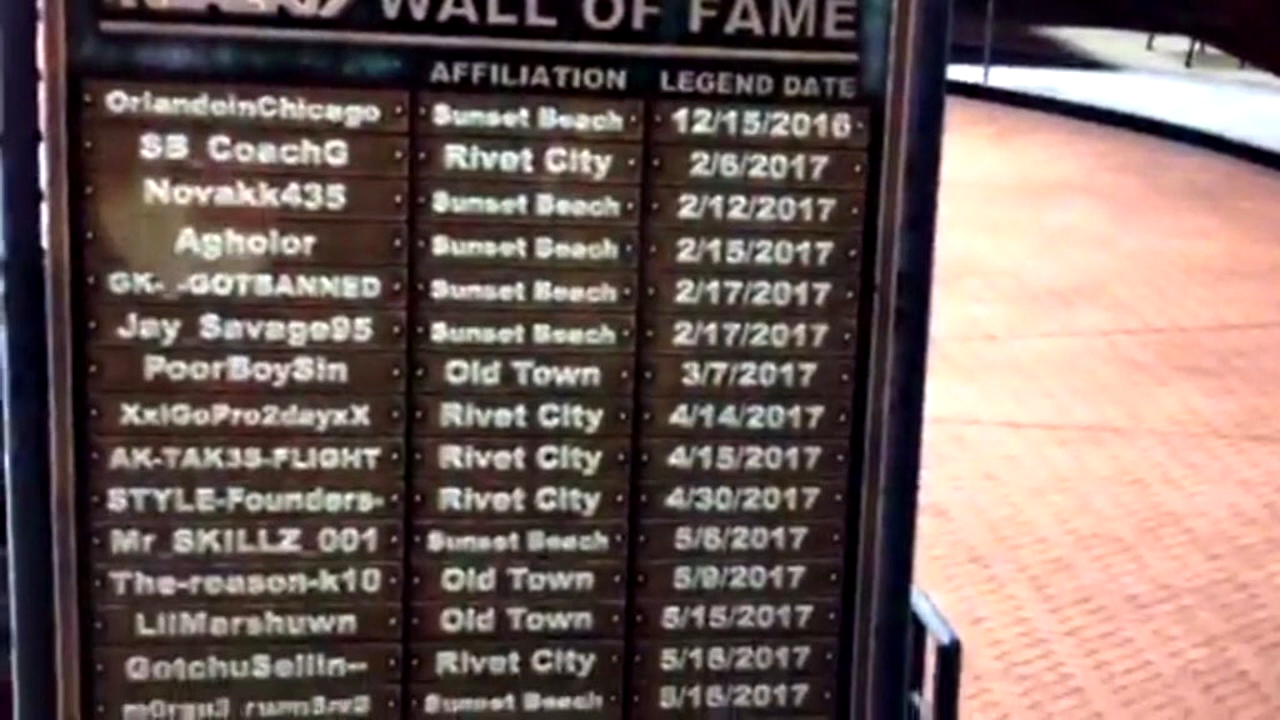 WALL OF FAME
AFFILIATION LEGEND DATE
OrlandoinChicago Sunset Beach 12/15/2016
SB_CoachG Rivet City 2/6/2017
Novakk435 Sunset Beach 2/12/2017
Agholor Sunset Beach 2/15/2017
GK-_-GOTBANNED Sunset Beach 2/17/2017
Jay_Savage95 Sunset Beach 2/17/2017
PoorBoySin Old Town 3/7/2017
XxIGoPro2dayxX Rivet City 4/14/2017
AK-TAK3S-FLIGHT Rivet City 4/15/2017
STYLE-Founders- Rivet City 4/30/2017
Mr_SKILLZ_001 Sunset Beach 5/6/2017
The-reason-k10 Old Town 5/9/2017
LilMarshuwn Old Town 5/15/2017
GotchuSellin-- Rivet City 5/16/2017
Sunset Beach 5/16/2017